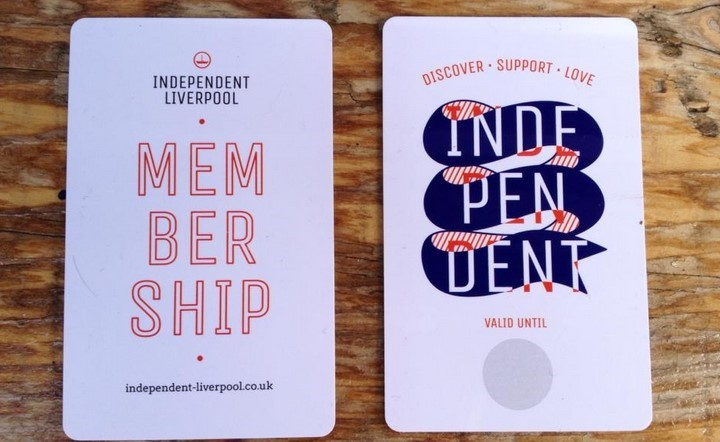 INDEPENDENT
LIVERPOOL
MEM
BER
SHIP
independent-liverpool.co.uk
DISCOVER · SUPPORT · LOVE
INDE
PEN
DENT
VALID UNTIL